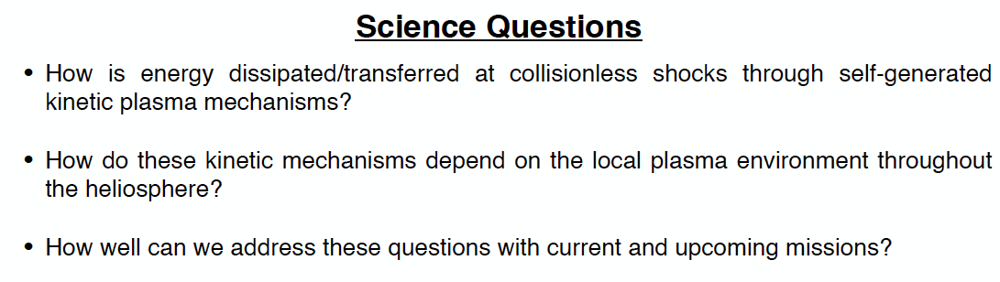 Science Questions
• How is energy dissipated/transferred at collisionless shocks through self-generated
kinetic plasma mechanisms?
• How do these kinetic mechanisms depend on the local plasma environment throughout
the heliosphere?
• How well can we address these questions with current and upcoming missions?